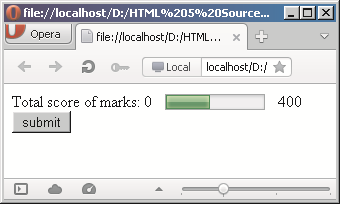 file://localhost/D:/HTML%205%20Source...
Opera
file://localhost/D:/HTML...
Local localhost/D:/
Total score of marks: 0 400
submit